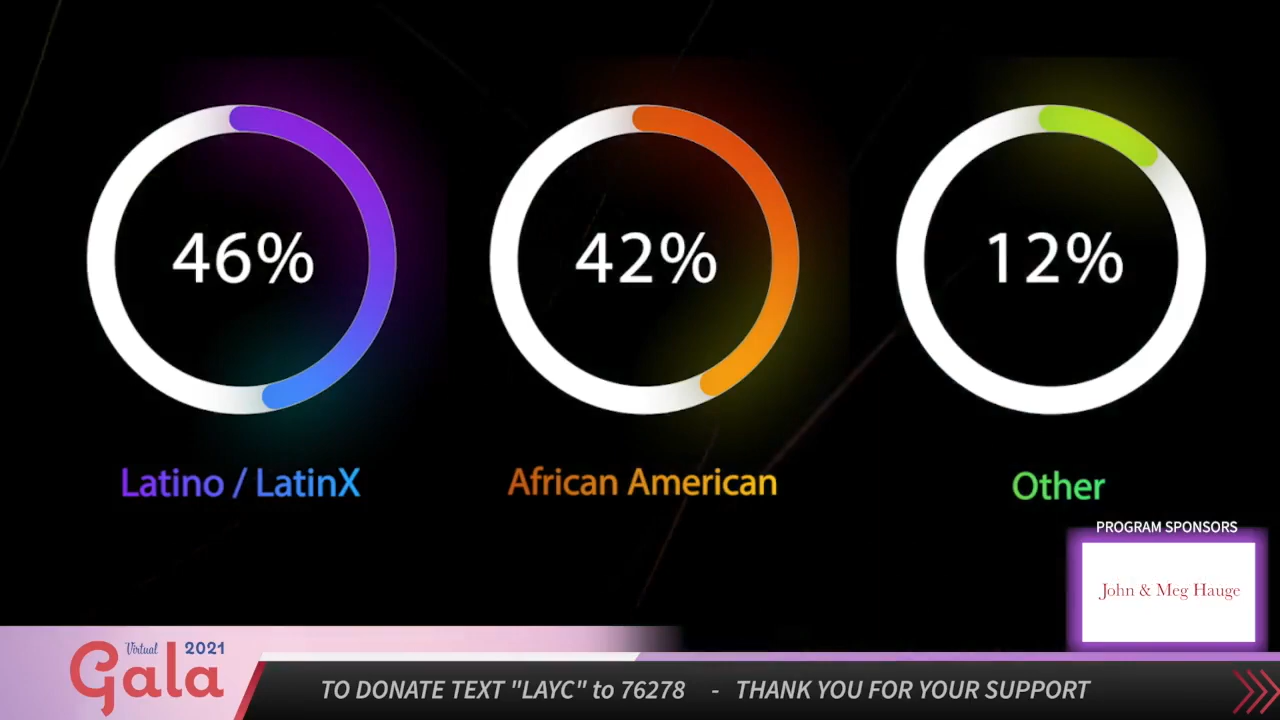 46%
42%
12%
Latino / LatinX
African American
Other
PROGRAM SPONSORS
John & Meg Hauge
Virtual 2021
Gala
TO DONATE TEXT "LAYC" to 76278 - THANK YOU FOR YOUR SUPPORT